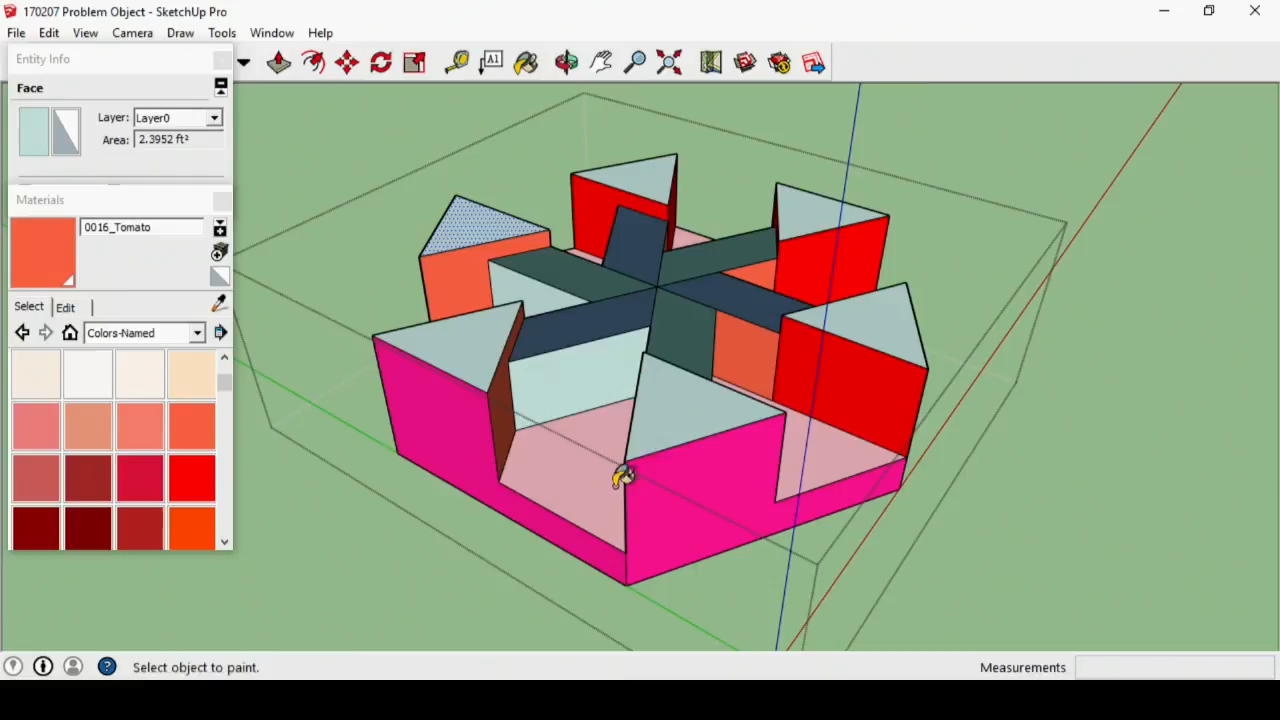 170207 Problem Object - SketchUp Pro
File Edit View Camera Draw Tools Window Help
Entity Info
A1
Face
Layer: Layer0
Area: 2.3952 ft²
Materials
0016_Tomato
Select Edit
Colors-Named
Select object to paint.
Measurements